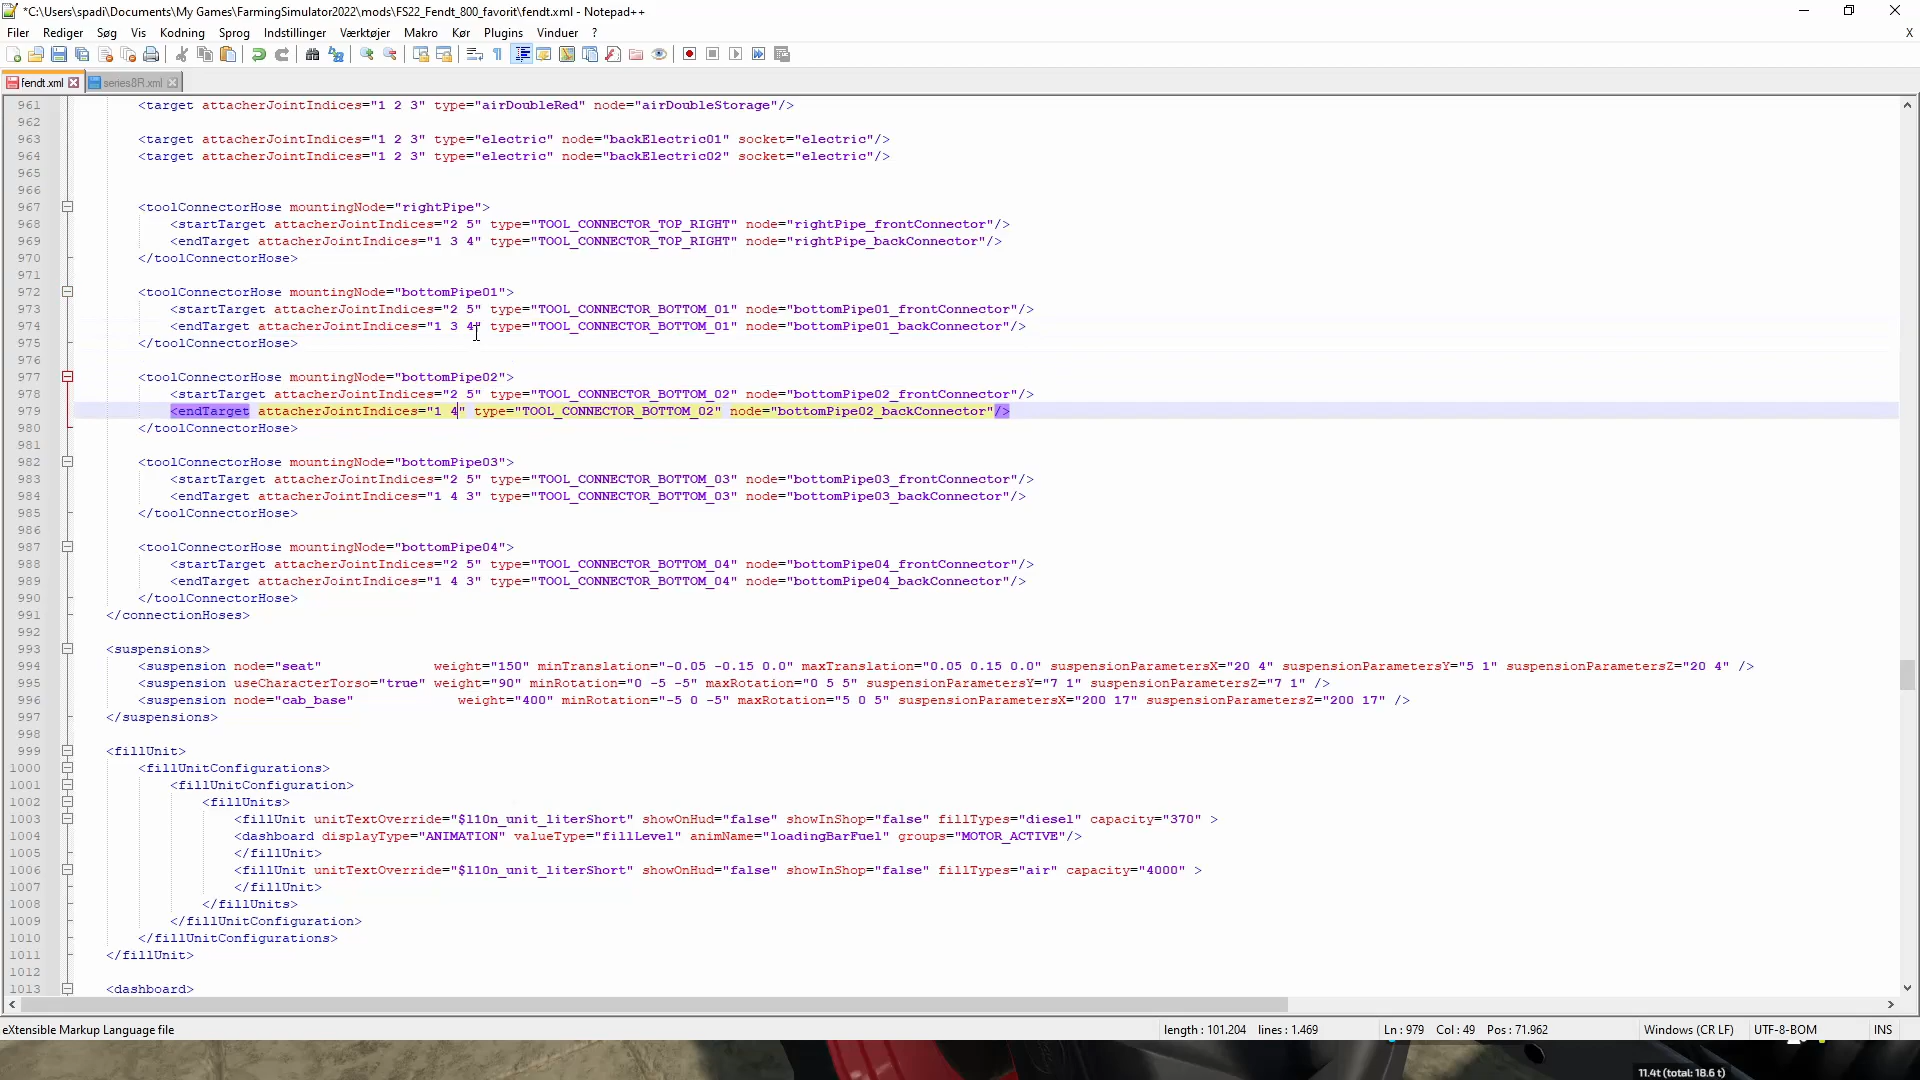 *C:\Users\spadi\Documents\My Games\FarmingSimulator2022\mods\FS22_Fendt_800_favorit\fendt.xml - Notepad++
Filer Rediger Søg Vis Kodning Sprog Indstillinger Værktøjer Makro Kør Plugins Vinduer ? X
fendt.xml series8R.xml
961 <target attacherJointIndices="1 2 3" type="airDoubleRed" node="airDoubleStorage"/>
962
963 <target attacherJointIndices="1 2 3" type="electric" node="backElectric01" socket="electric"/>
964 <target attacherJointIndices="1 2 3" type="electric" node="backElectric02" socket="electric"/>
965
966
967 <toolConnectorHose mountingNode="rightPipe">
968 <startTarget attacherJointIndices="2 5" type="TOOL_CONNECTOR_TOP_RIGHT" node="rightPipe_frontConnector"/>
969 <endTarget attacherJointIndices="1 3 4" type="TOOL_CONNECTOR_TOP_RIGHT" node="rightPipe_backConnector"/>
970 </toolConnectorHose>
971
972 <toolConnectorHose mountingNode="bottomPipe01">
973 <startTarget attacherJointIndices="2 5" type="TOOL_CONNECTOR_BOTTOM_01" node="bottomPipe01_frontConnector"/>
974 <endTarget attacherJointIndices="1 3 4" type="TOOL_CONNECTOR_BOTTOM_01" node="bottomPipe01_backConnector"/>
975 </toolConnectorHose>
976
977 <toolConnectorHose mountingNode="bottomPipe02">
978 <startTarget attacherJointIndices="2 5" type="TOOL_CONNECTOR_BOTTOM_02" node="bottomPipe02_frontConnector"/>
979 <endTarget attacherJointIndices="1 4" type="TOOL_CONNECTOR_BOTTOM_02" node="bottomPipe02_backConnector"/>
980 </toolConnectorHose>
981
982 <toolConnectorHose mountingNode="bottomPipe03">
983 <startTarget attacherJointIndices="2 5" type="TOOL_CONNECTOR_BOTTOM_03" node="bottomPipe03_frontConnector"/>
984 <endTarget attacherJointIndices="1 4 3" type="TOOL_CONNECTOR_BOTTOM_03" node="bottomPipe03_backConnector"/>
985 </toolConnectorHose>
986
987 <toolConnectorHose mountingNode="bottomPipe04">
988 <startTarget attacherJointIndices="2 5" type="TOOL_CONNECTOR_BOTTOM_04" node="bottomPipe04_frontConnector"/>
989 <endTarget attacherJointIndices="1 4 3" type="TOOL_CONNECTOR_BOTTOM_04" node="bottomPipe04_backConnector"/>
990 </toolConnectorHose>
991 </connectionHoses>
992
993 <suspensions>
994 <suspension node="seat" weight="150" minTranslation="-0.05 -0.15 0.0" maxTranslation="0.05 0.15 0.0" suspensionParametersX="20 4" suspensionParametersY="5 1" suspensionParametersZ="20 4" />
995 <suspension useCharacterTorso="true" weight="90" minRotation="0 -5 -5" maxRotation="0 5 5" suspensionParametersY="7 1" suspensionParametersZ="7 1" />
996 <suspension node="cab_base" weight="400" minRotation="-5 0 -5" maxRotation="5 0 5" suspensionParametersX="200 17" suspensionParametersZ="200 17" />
997 </suspensions>
998
999 <fillUnit>
1000 <fillUnitConfigurations>
1001 <fillUnitConfiguration>
1002 <fillUnits>
1003 <fillUnit unitTextOverride="$l10n_unit_literShort" showOnHud="false" showInShop="false" fillTypes="diesel" capacity="370" >
1004 <dashboard displayType="ANIMATION" valueType="fillLevel" animName="loadingBarFuel" groups="MOTOR_ACTIVE"/>
1005 </fillUnit>
1006 <fillUnit unitTextOverride="$l10n_unit_literShort" showOnHud="false" showInShop="false" fillTypes="air" capacity="4000" >
1007 </fillUnit>
1008 </fillUnits>
1009 </fillUnitConfiguration>
1010 </fillUnitConfigurations>
1011 </fillUnit>
1012
1013 <dashboard>
eXtensible Markup Language file length : 101.204 lines : 1.469 Ln : 979 Col : 49 Pos : 71.962 Windows (CR LF) UTF-8-BOM INS
11.4t (total: 18.6 t)